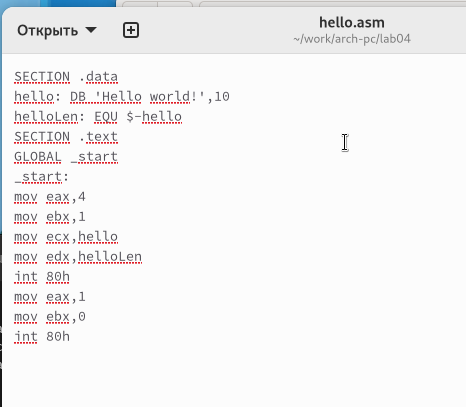 Открыть
hello.asm
~/work/arch-pc/lab04
SECTION .data
hello: DB 'Hello world!',10
helloLen: EQU $-hello
SECTION .text
GLOBAL _start
_start:
mov eax,4
mov ebx,1
mov ecx,hello
mov edx,helloLen
int 80h
mov eax,1
mov ebx,0
int 80h